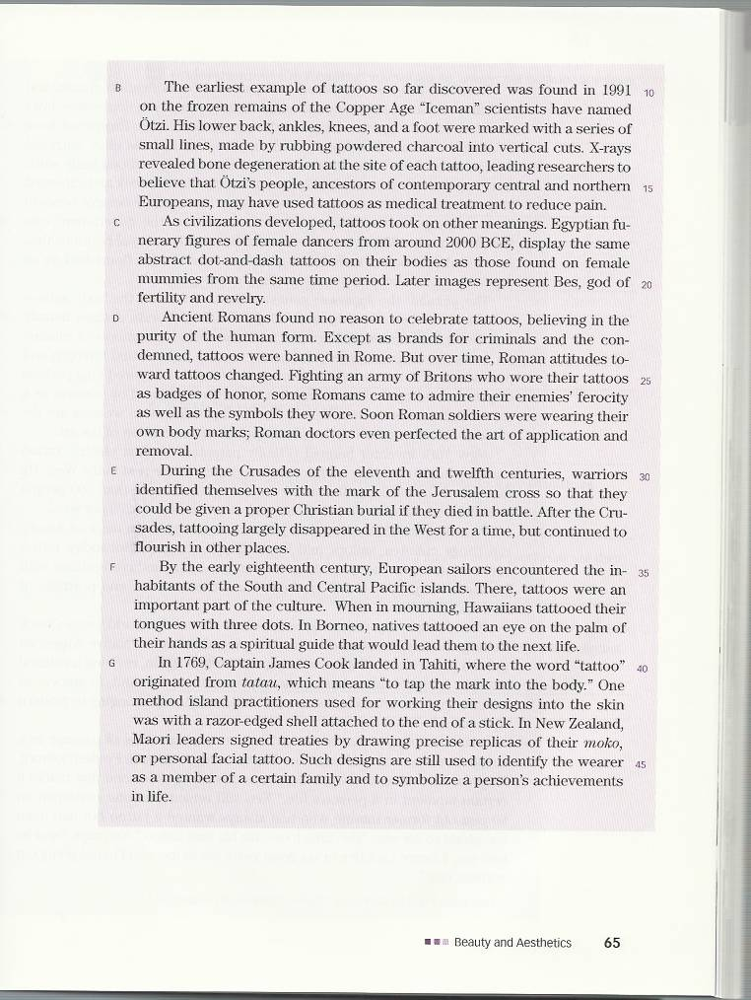 B The earliest example of tattoos so far discovered was found in 1991 10
on the frozen remains of the Copper Age “Iceman” scientists have named
Ötzi. His lower back, ankles, knees, and a foot were marked with a series of
small lines, made by rubbing powdered charcoal into vertical cuts. X-rays
revealed bone degeneration at the site of each tattoo, leading researchers to
believe that Ötzi’s people, ancestors of contemporary central and northern 15
Europeans, may have used tattoos as medical treatment to reduce pain.
C As civilizations developed, tattoos took on other meanings. Egyptian fu-
nerary figures of female dancers from around 2000 BCE, display the same
abstract dot-and-dash tattoos on their bodies as those found on female
mummies from the same time period. Later images represent Bes, god of 20
fertility and revelry.
D Ancient Romans found no reason to celebrate tattoos, believing in the
purity of the human form. Except as brands for criminals and the con-
demned, tattoos were banned in Rome. But over time, Roman attitudes to-
ward tattoos changed. Fighting an army of Britons who wore their tattoos 25
as badges of honor, some Romans came to admire their enemies’ ferocity
as well as the symbols they wore. Soon Roman soldiers were wearing their
own body marks; Roman doctors even perfected the art of application and
removal.
E During the Crusades of the eleventh and twelfth centuries, warriors 30
identified themselves with the mark of the Jerusalem cross so that they
could be given a proper Christian burial if they died in battle. After the Cru-
sades, tattooing largely disappeared in the West for a time, but continued to
flourish in other places.
F By the early eighteenth century, European sailors encountered the in- 35
habitants of the South and Central Pacific islands. There, tattoos were an
important part of the culture. When in mourning, Hawaiians tattooed their
tongues with three dots. In Borneo, natives tattooed an eye on the palm of
their hands as a spiritual guide that would lead them to the next life.
G In 1769, Captain James Cook landed in Tahiti, where the word “tattoo” 40
originated from tatau, which means “to tap the mark into the body.” One
method island practitioners used for working their designs into the skin
was with a razor-edged shell attached to the end of a stick. In New Zealand,
Maori leaders signed treaties by drawing precise replicas of their moko,
or personal facial tattoo. Such designs are still used to identify the wearer 45
as a member of a certain family and to symbolize a person’s achievements
in life.
Beauty and Aesthetics 65